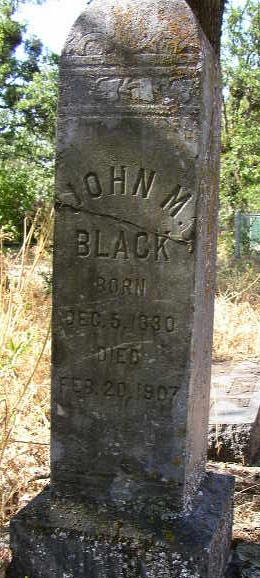 JOHN M.
BLACK
BORN
DEC. 5, 1830
DIED
FEB. 20, 1907